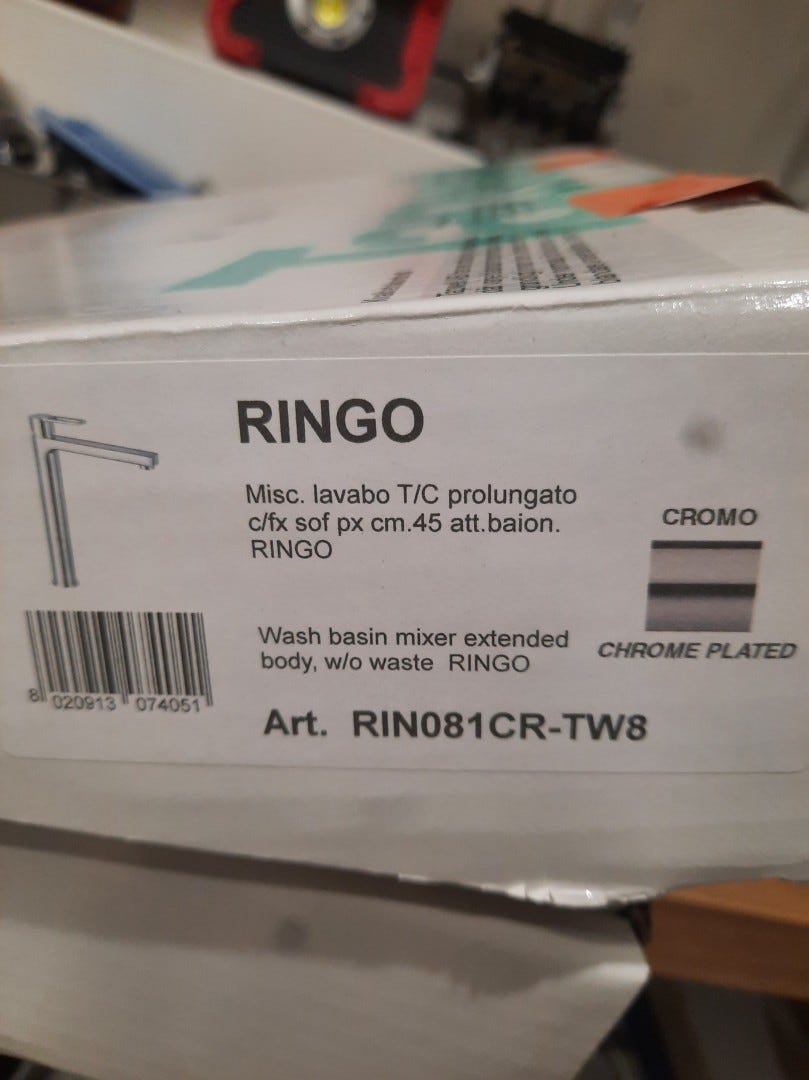 RINGO
Misc. lavabo T/C prolungato
c/fx sof px cm.45 att.baion.
RINGO
CROMO
CHROME PLATED
Wash basin mixer extended
body, w/o waste RINGO
8 020913 074051
Art. RIN081CR-TW8